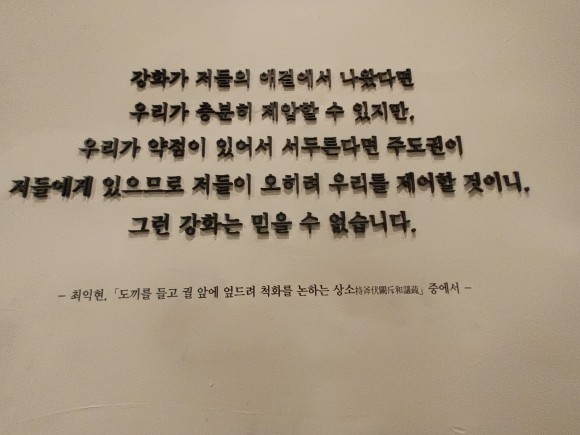 강화가 저들의 애걸에서 나왔다면
우리가 충분히 제압할 수 있지만,
우리가 약점이 있어서 서두른다면 주도권이
저들에게 있으므로 저들이 오히려 우리를 제어할 것이니,
그런 강화는 믿을 수 없습니다.
- 최익현, 「도끼를 들고 궐 앞에 엎드려 척화를 논하는 상소持斧伏闕斥和議疏」 중에서 -